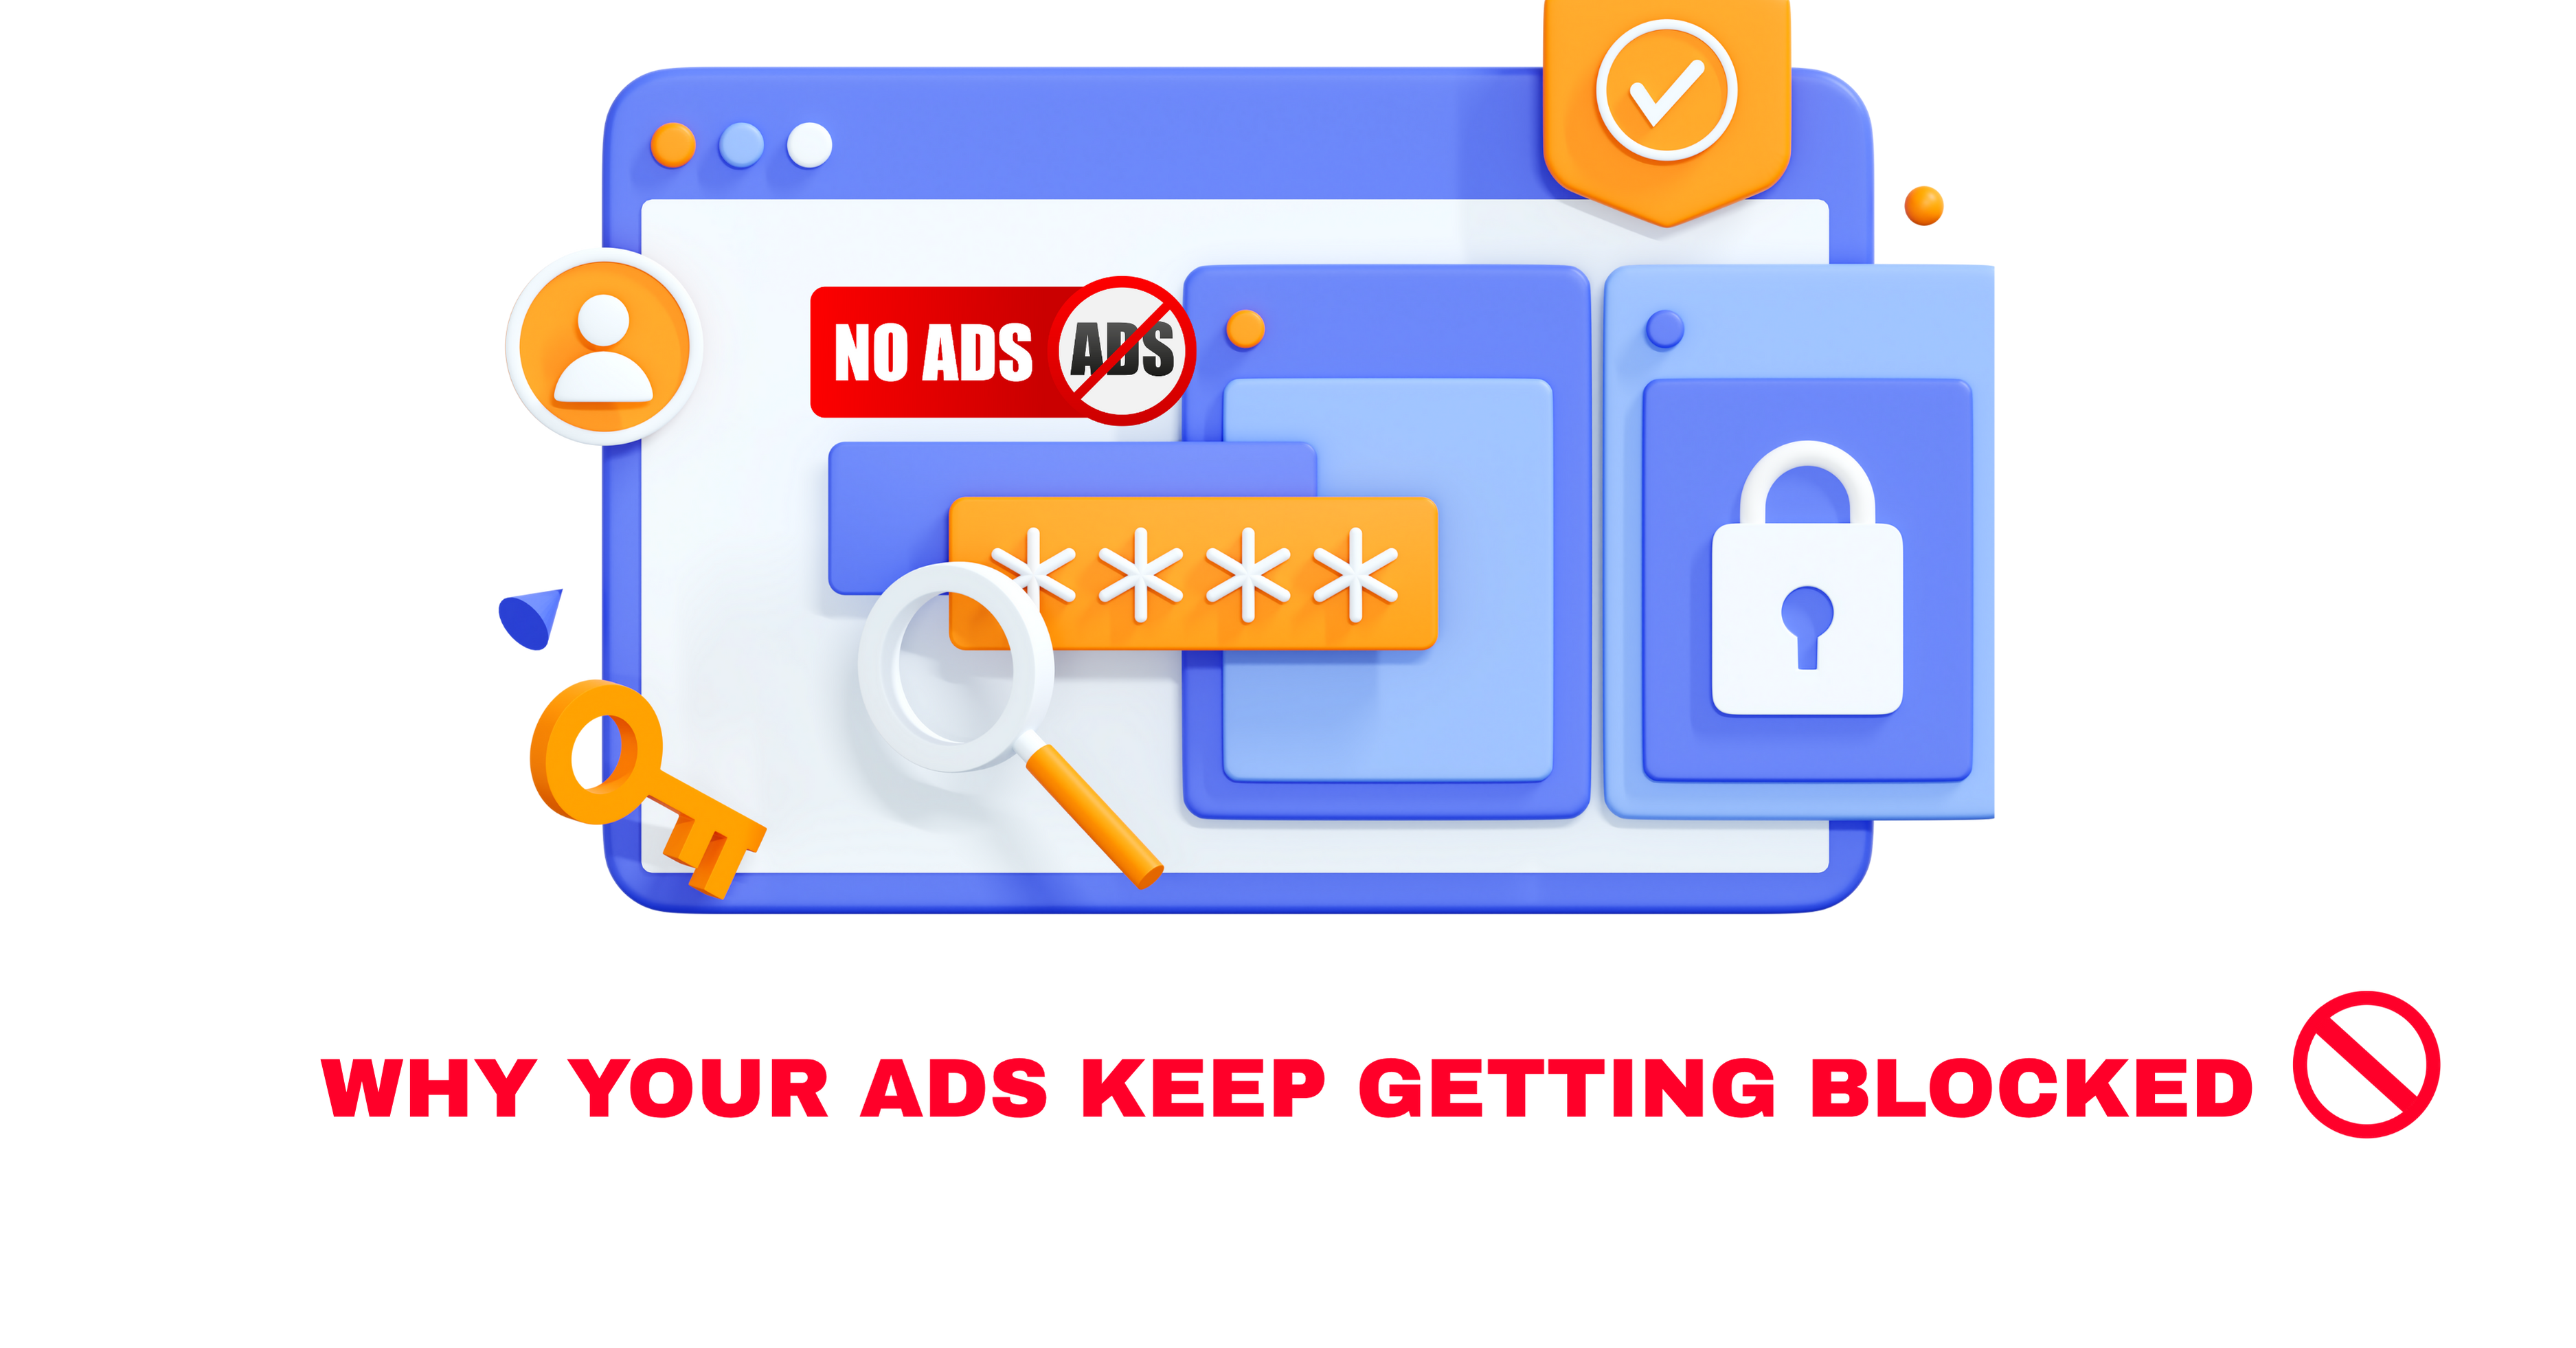 NO ADS
ADS
****
WHY YOUR ADS KEEP GETTING BLOCKED